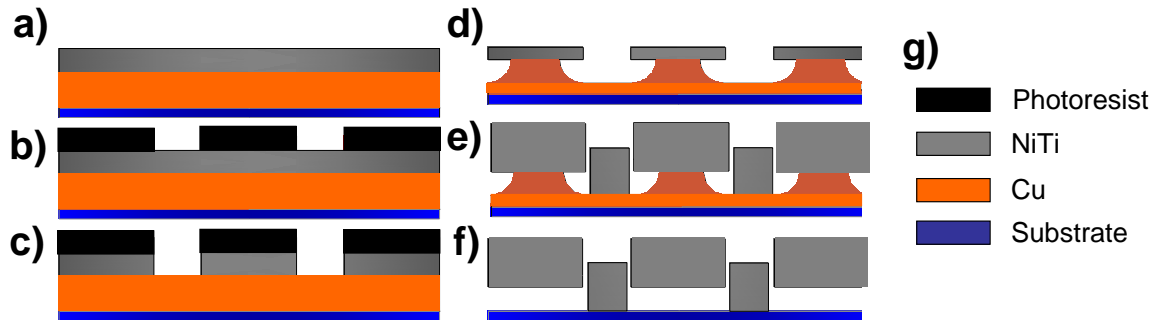 a)
b)
c)
d)
e)
f)
g)
Photoresist
NiTi
Cu
Substrate